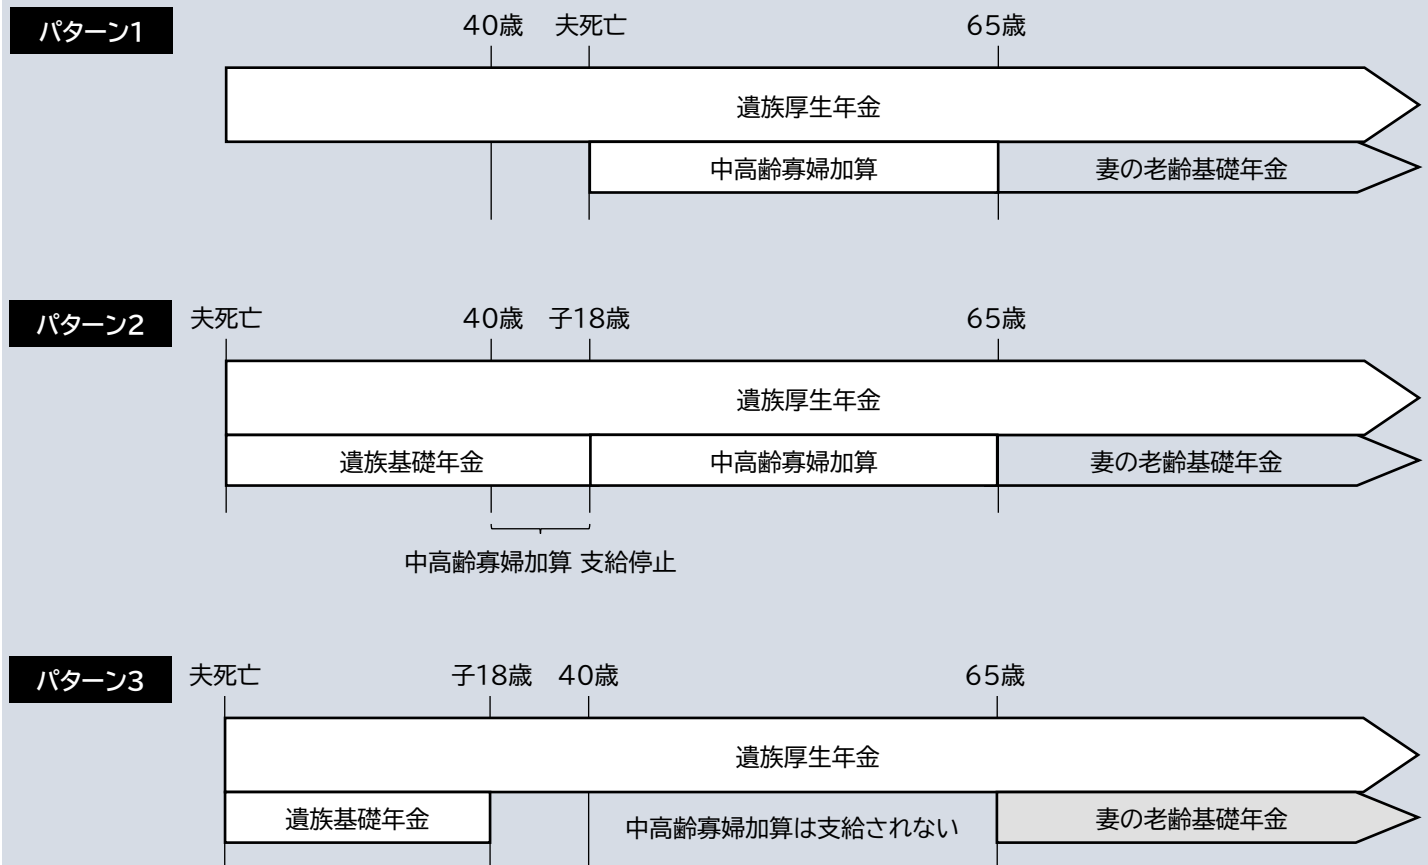 パターン1
40歳 夫死亡 65歳
遺族厚生年金
中高齢寡婦加算 妻の老齢基礎年金
パターン2
夫死亡 40歳 子18歳 65歳
遺族厚生年金
遺族基礎年金 中高齢寡婦加算 妻の老齢基礎年金
中高齢寡婦加算 支給停止
パターン3
夫死亡 子18歳 40歳 65歳
遺族厚生年金
遺族基礎年金 中高齢寡婦加算は支給されない 妻の老齢基礎年金